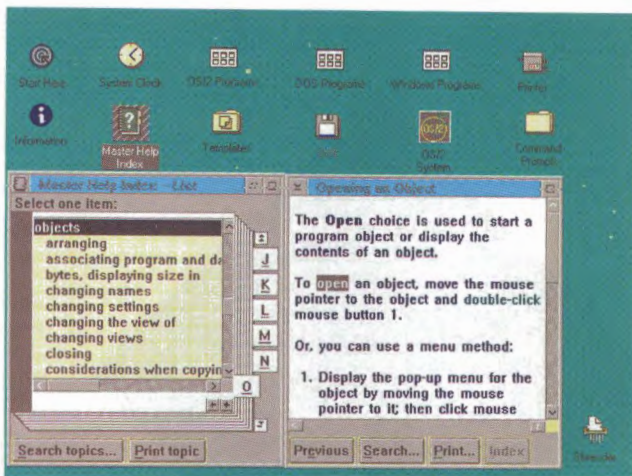 Start Here
System Clock
OS/2 Programs
DOS Programs
Windows Programs
Printer
Information
Master Help
Index
Templates
OS/2
OS/2
System
Command
Prompts
Master Help Index - List
Select one item:
objects
arranging
associating program and da
bytes, displaying size in
changing names
changing settings
changing the view of
changing views
closing
considerations when copyin
J
K
L
M
N
O
Search topics...
Print topic
Opening an Object
The Open choice is used to start a
program object or display the
contents of an object.
To open an object, move the mouse
pointer to the object and double-click
mouse button 1.
Or, you can use a menu method:
1. Display the pop-up menu for the
object by moving the mouse
pointer to it; then click mouse
Previous
Search...
Print...
Index
Shredder